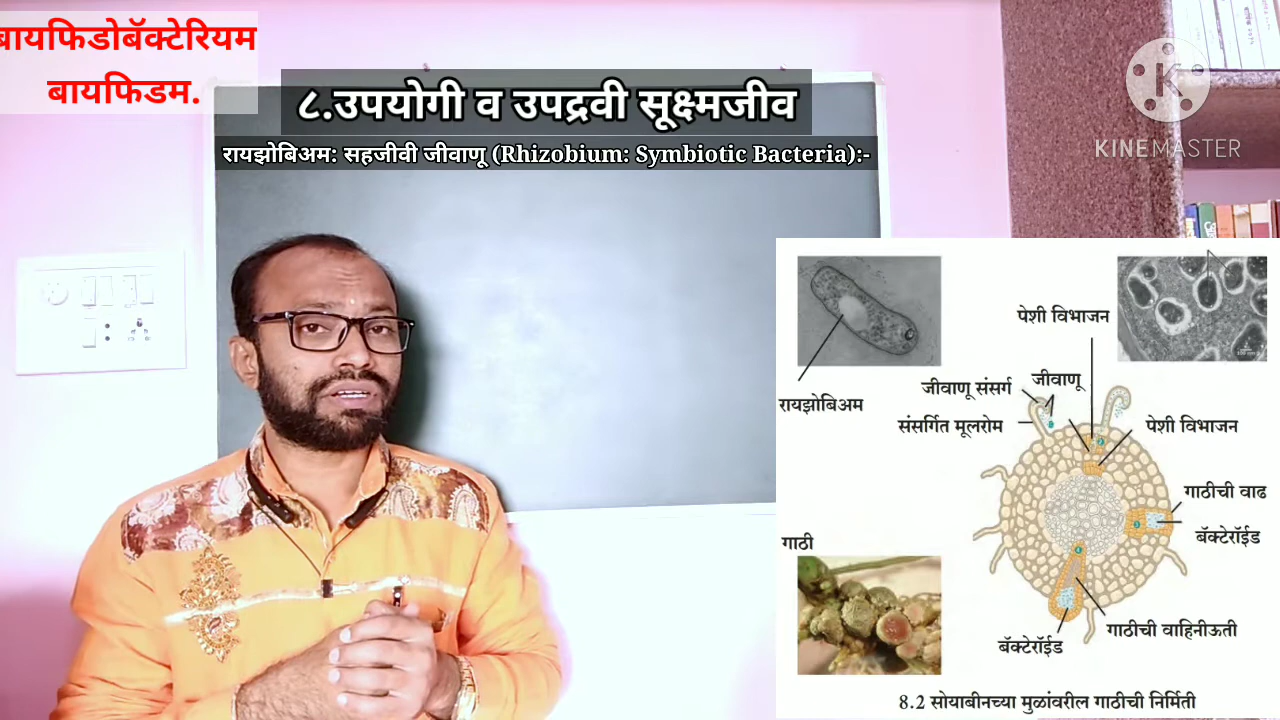 बायफिडोबॅक्टेरियम
बायफिडम.
८.उपयोगी व उपद्रवी सूक्ष्मजीव
रायझोबिअम: सहजीवी जीवाणू (Rhizobium: Symbiotic Bacteria):-
K
KINEMASTER
पेशी विभाजन
रायझोबिअम
जीवाणू संसर्ग
जीवाणू
संसर्गित मूलरोम
पेशी विभाजन
गाठीची वाढ
बॅक्टेरॉईड
गाठी
गाठीची वाहिनीऊती
बॅक्टेरॉईड
8.2 सोयाबीनच्या मुळांवरील गाठीची निर्मिती